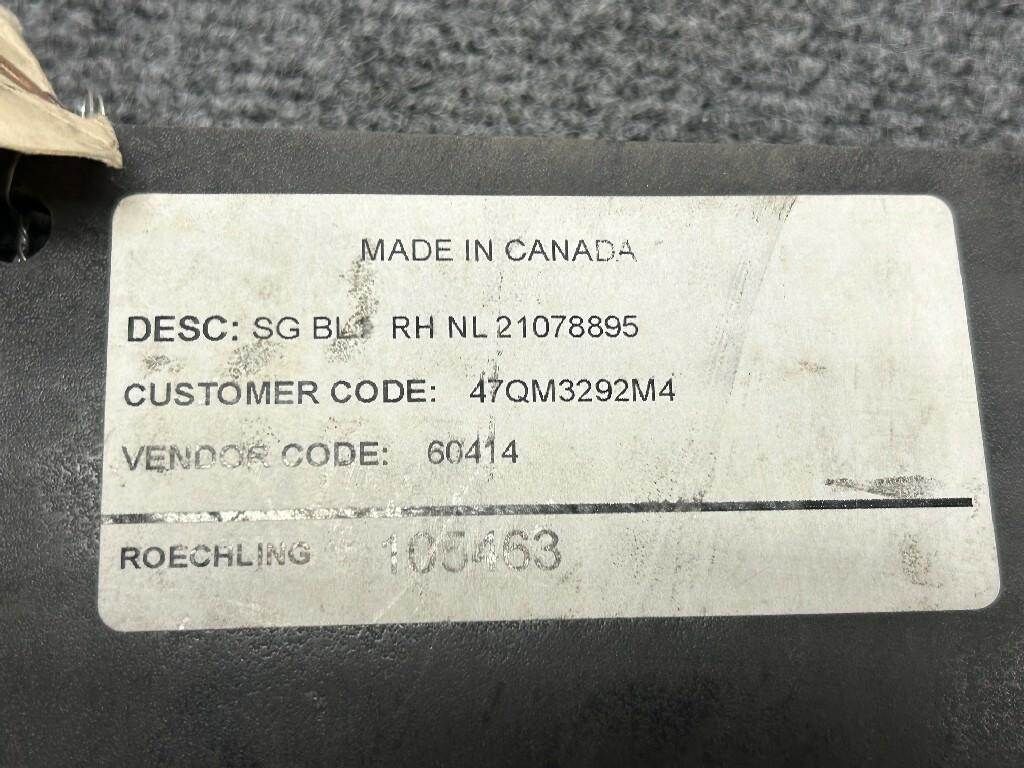 MADE IN CANADA
DESC: SG RH NL 21078895
CUSTOMER CODE: 47QM3292M4
VENDOR CODE: 60414
ROECHLING 105463